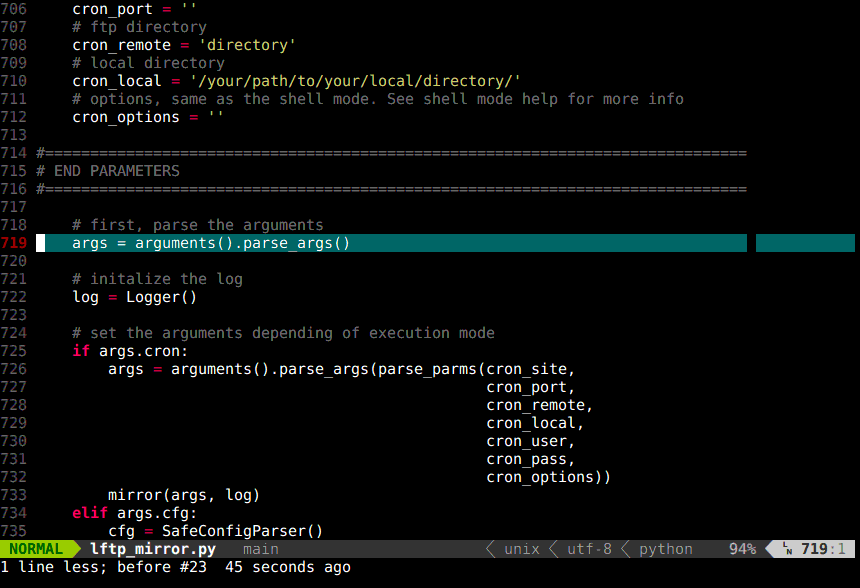 706     cron_port = ''
707     # ftp directory
708     cron_remote = 'directory'
709     # local directory
710     cron_local = '/your/path/to/your/local/directory/'
711     # options, same as the shell mode. See shell mode help for more info
712     cron_options = ''
713
714 #==============================================================================
715 # END PARAMETERS
716 #==============================================================================
717
718     # first, parse the arguments
719     args = arguments().parse_args()
720
721     # initalize the log
722     log = Logger()
723
724     # set the arguments depending of execution mode
725     if args.cron:
726         args = arguments().parse_args(parse_parms(cron_site,
727                                                   cron_port,
728                                                   cron_remote,
729                                                   cron_local,
730                                                   cron_user,
731                                                   cron_pass,
732                                                   cron_options))
733         mirror(args, log)
734     elif args.cfg:
735         cfg = SafeConfigParser()
NORMAL lftp_mirror.py main unix utf-8 python 94% LN 719:1
1 line less; before #23  45 seconds ago